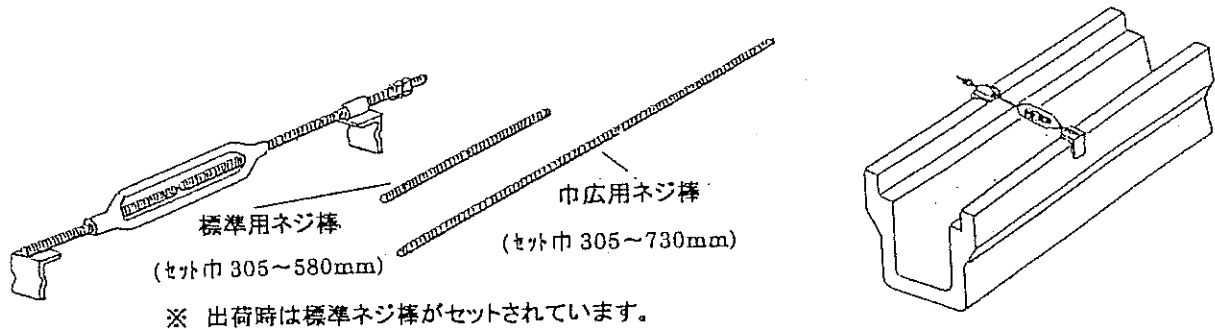 標準用ネジ棒
(セット巾 305～580mm)
巾広用ネジ棒
(セット巾 305～730mm)
※ 出荷時は標準ネジ棒がセットされています。